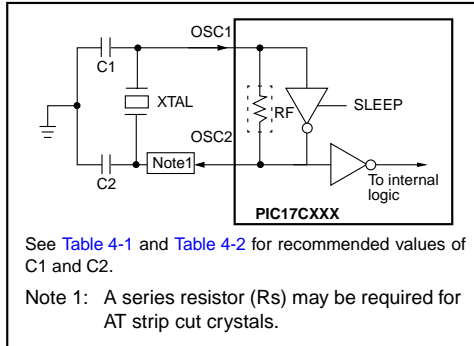 OSC1
C1
XTAL
RF
SLEEP
OSC2
C2
Note1
To internal
logic
PIC17CXXX
See Table 4-1 and Table 4-2 for recommended values of
C1 and C2.
Note 1: A series resistor (Rs) may be required for
AT strip cut crystals.